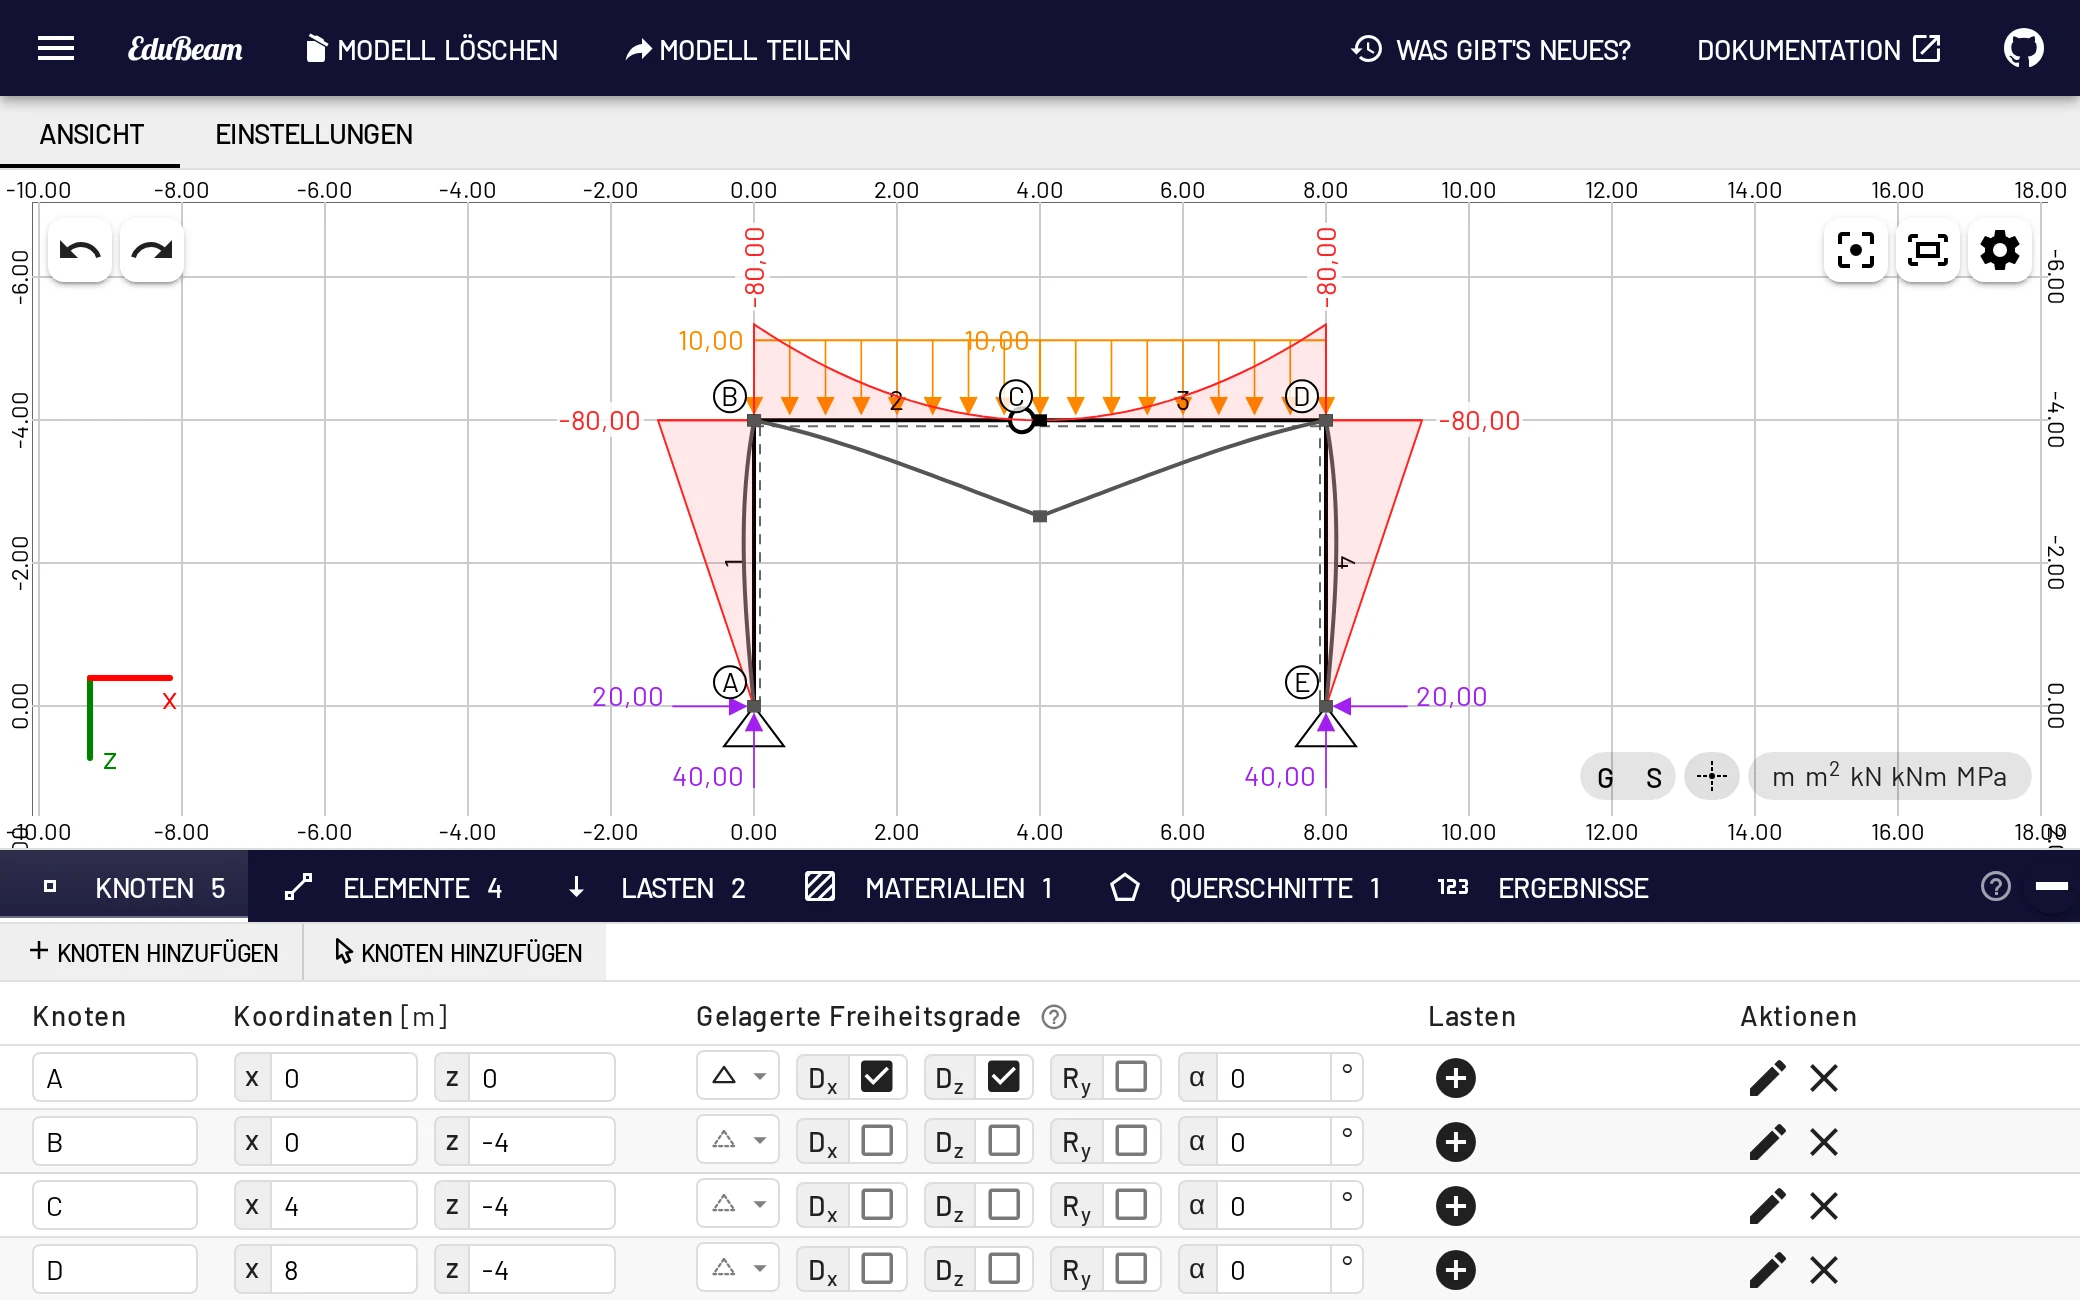 EduBeam MODELL LÖSCHEN MODELL TEILEN WAS GIBT'S NEUES? DOKUMENTATION
ANSICHT EINSTELLUNGEN
-10.00 -8.00 -6.00 -4.00 -2.00 0.00 2.00 4.00 6.00 8.00 10.00 12.00 14.00 16.00 18.00
-80,00 -80,00
-6.00 -6.00
10,00 10,00
B 2 C 3 D
-4.00 -80,00 -80,00 -4.00
-2.00 1 4 -2.00
A E
x 0.00 20,00 20,00 0.00
z 40,00 40,00 G S m m² kN kNm MPa
-10.00 -8.00 -6.00 -4.00 -2.00 0.00 2.00 4.00 6.00 8.00 10.00 12.00 14.00 16.00 18.00
KNOTEN 5 ELEMENTE 4 LASTEN 2 MATERIALIEN 1 QUERSCHNITTE 1 123 ERGEBNISSE ?
+ KNOTEN HINZUFÜGEN KNOTEN HINZUFÜGEN
Knoten Koordinaten [m] Gelagerte Freiheitsgrade ? Lasten Aktionen
A x 0 z 0 Dx Dz Ry α 0 °
B x 0 z -4 Dx Dz Ry α 0 °
C x 4 z -4 Dx Dz Ry α 0 °
D x 8 z -4 Dx Dz Ry α 0 °